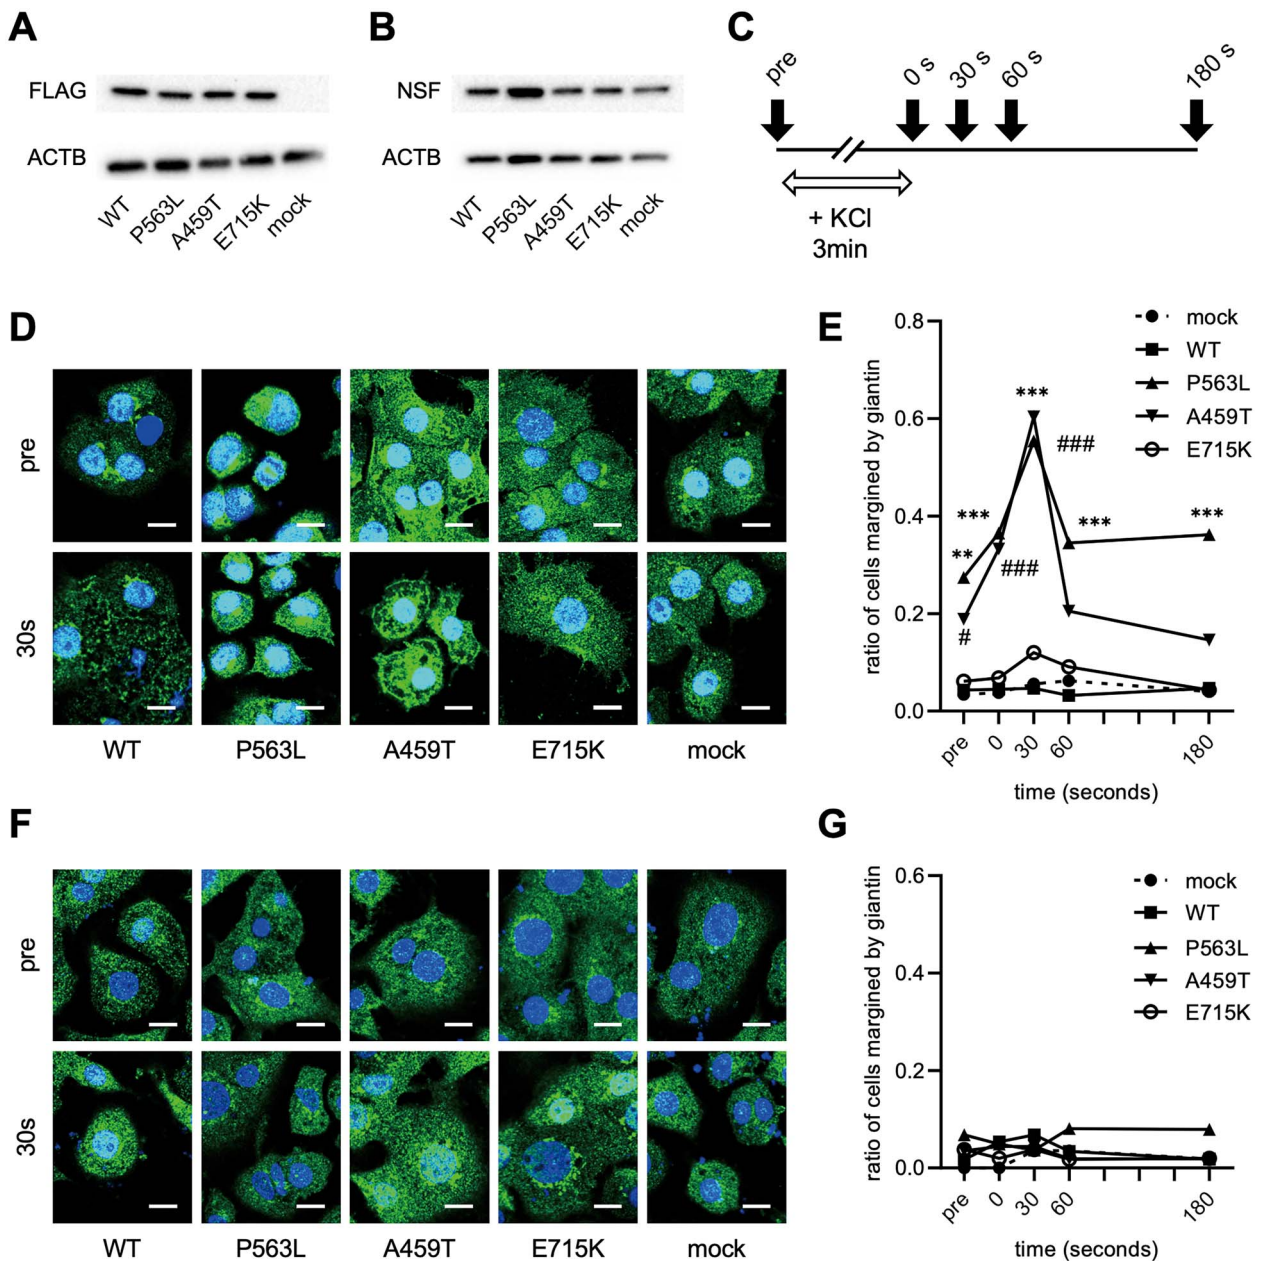 A
FLAG
ACTB
WT
P563L
A459T
E715K
mock
B
NSF
ACTB
WT
P563L
A459T
E715K
mock
C
pre
0 s
30 s
60 s
180 s
+ KCl
3min
D
pre
30s
WT
P563L
A459T
E715K
mock
E
ratio of cells margined by giantin
0.8
0.6
0.4
0.2
0.0
mock
WT
P563L
A459T
E715K
***
###
***
**
#
###
***
***
pre
0
30
60
180
time (seconds)
F
pre
30s
WT
P563L
A459T
E715K
mock
G
ratio of cells margined by giantin
0.6
0.4
0.2
0.0
mock
WT
P563L
A459T
E715K
pre
0
30
60
180
time (seconds)